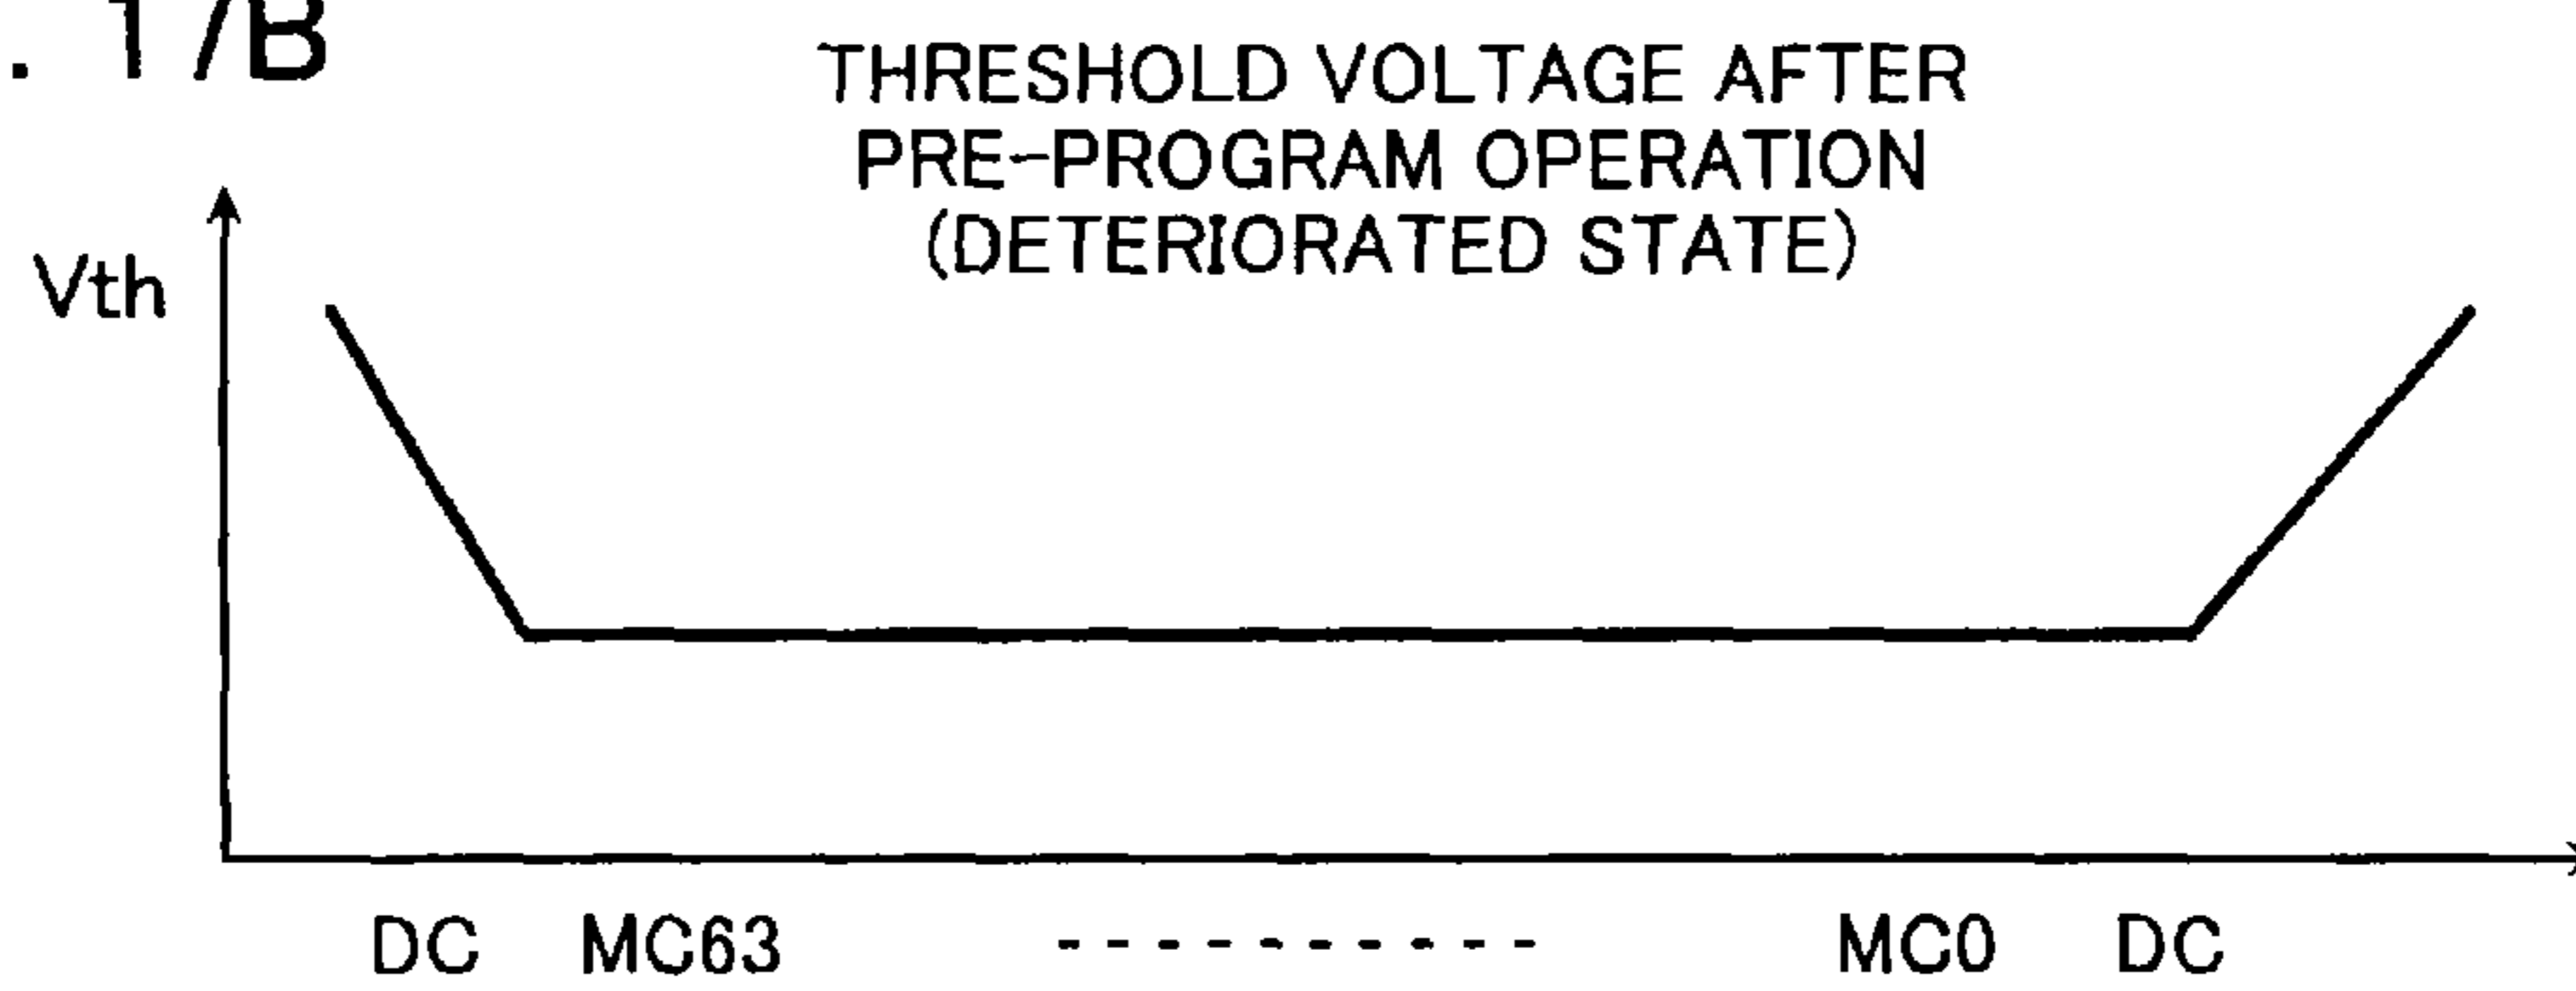 . 17B
THRESHOLD VOLTAGE AFTER
PRE-PROGRAM OPERATION
(DETERIORATED STATE)
Vth
DC MC63 ---------- MC0 DC